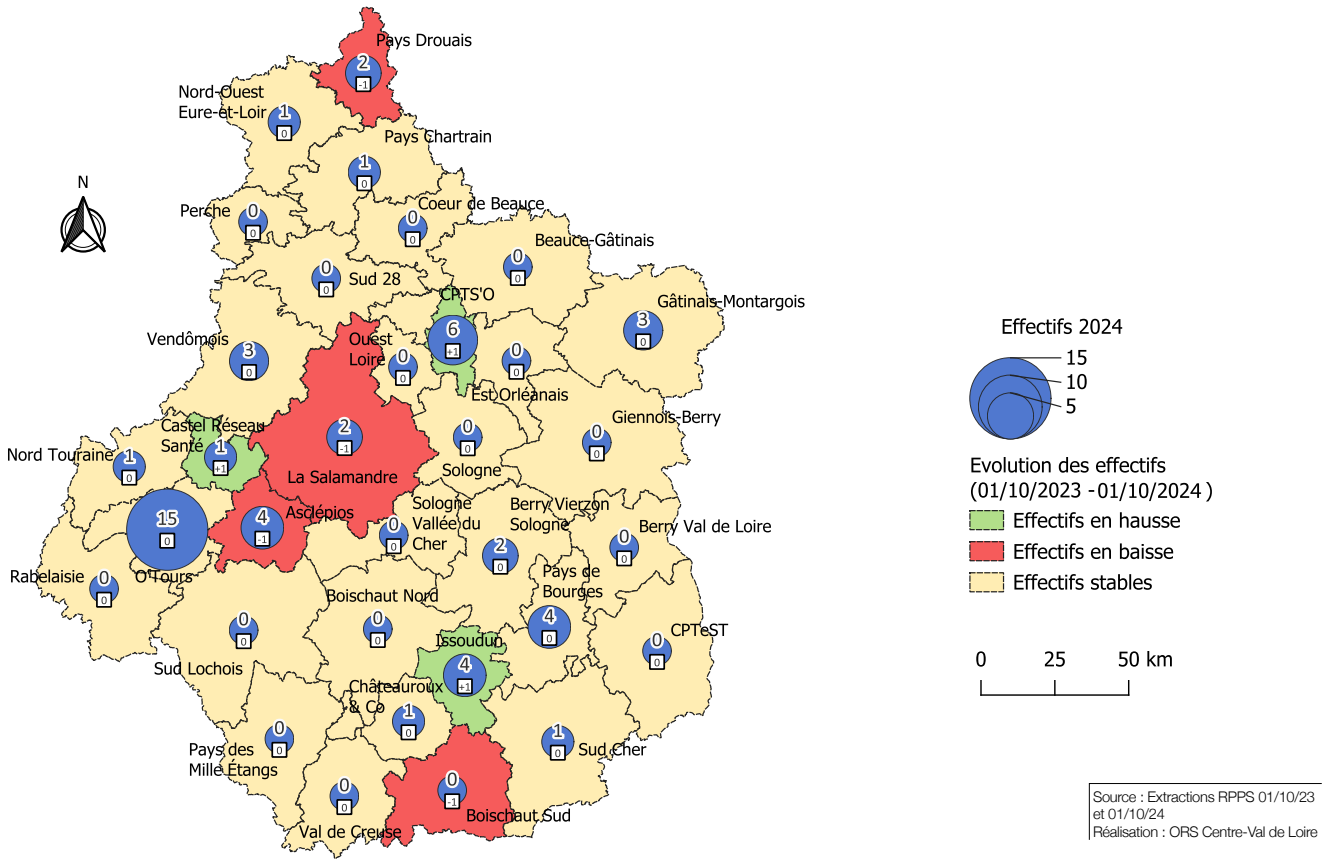 Pays Drouais
2
-1
Nord-Ouest
Eure-et-Loir
1
0
Pays Chartrain
1
0
N
Perche
0
0
Coeur de Beauce
0
0
Beauce-Gâtinais
0
0
Sud 28
0
0
CPTS'O
6
+1
Gâtinais-Montargois
3
0
Vendômois
3
0
Ouest
Loire
0
0
0
0
Est Orléanais
Castel Réseau
Santé
1
+1
2
-1
La Salamandre
0
0
Sologne
Giennois-Berry
0
0
Nord Touraine
1
0
15
0
O'Tours
Asclépios
4
-1
Sologne
Vallée du
Cher
0
0
Berry Vierzon
Sologne
2
0
Berry Val de Loire
0
0
Rabelaisie
0
0
Pays de
Bourges
4
0
Boischaut Nord
0
0
0
0
Sud Lochois
Issoudun
4
+1
CPTeST
0
0
Châteauroux
& Co
1
0
Pays des
Mille Étangs
0
0
1
0
Sud Cher
0
0
Val de Creuse
0
-1
Boischaut Sud
Effectifs 2024
15
10
5
Evolution des effectifs
(01/10/2023 -01/10/2024 )
Effectifs en hausse
Effectifs en baisse
Effectifs stables
0 25 50 km
Source : Extractions RPPS 01/10/23
et 01/10/24
Réalisation : ORS Centre-Val de Loire